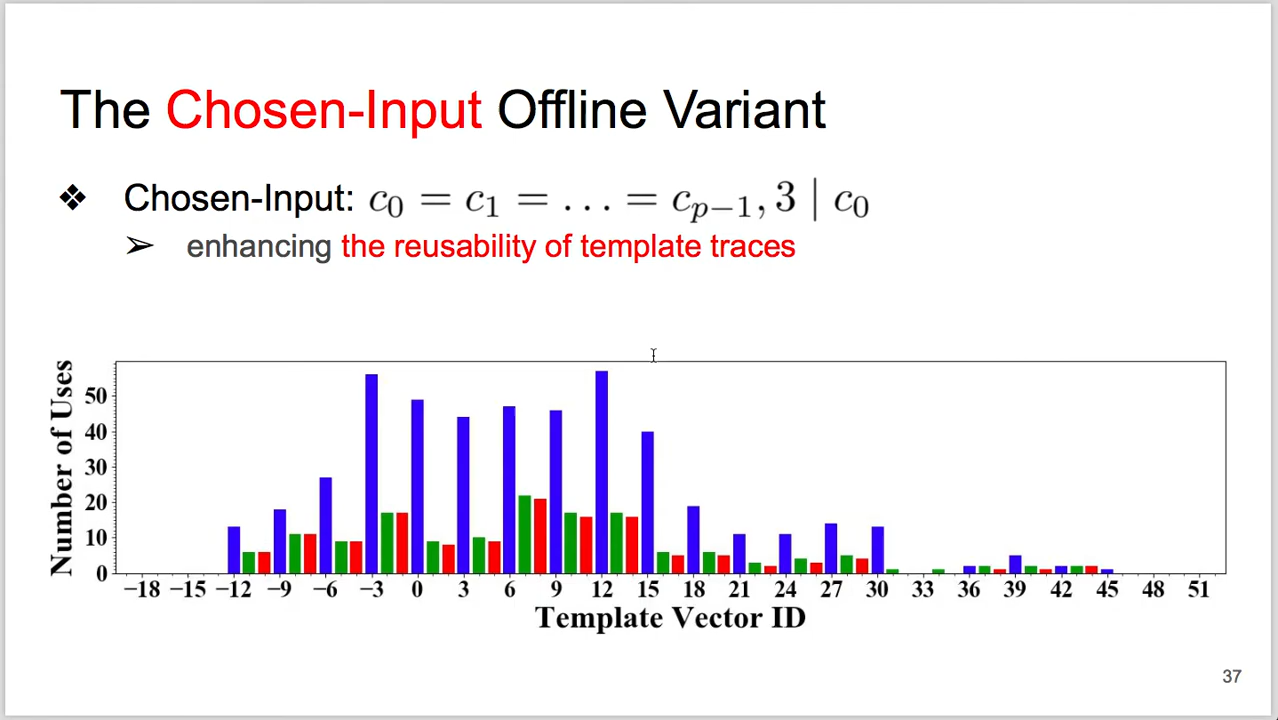 The Chosen-Input Offline Variant
❖ Chosen-Input: c₀ = c₁ = … = cₚ₋₁, 3 | c₀
➢ enhancing the reusability of template traces
Number of Uses
50
40
30
20
10
0
−18 −15 −12 −9 −6 −3 0 3 6 9 12 15 18 21 24 27 30 33 36 39 42 45 48 51
Template Vector ID
37